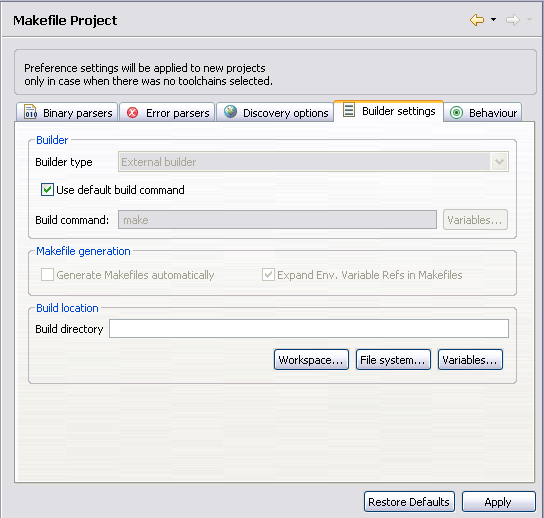 Makefile Project
Preference settings will be applied to new projects
only in case when there was no toolchains selected.
010 Binary parsers Error parsers Discovery options Builder settings Behaviour
Builder
Builder type External builder
Use default build command
Build command: make Variables...
Makefile generation
Generate Makefiles automatically Expand Env. Variable Refs in Makefiles
Build location
Build directory
Workspace... File system... Variables...
Restore Defaults Apply